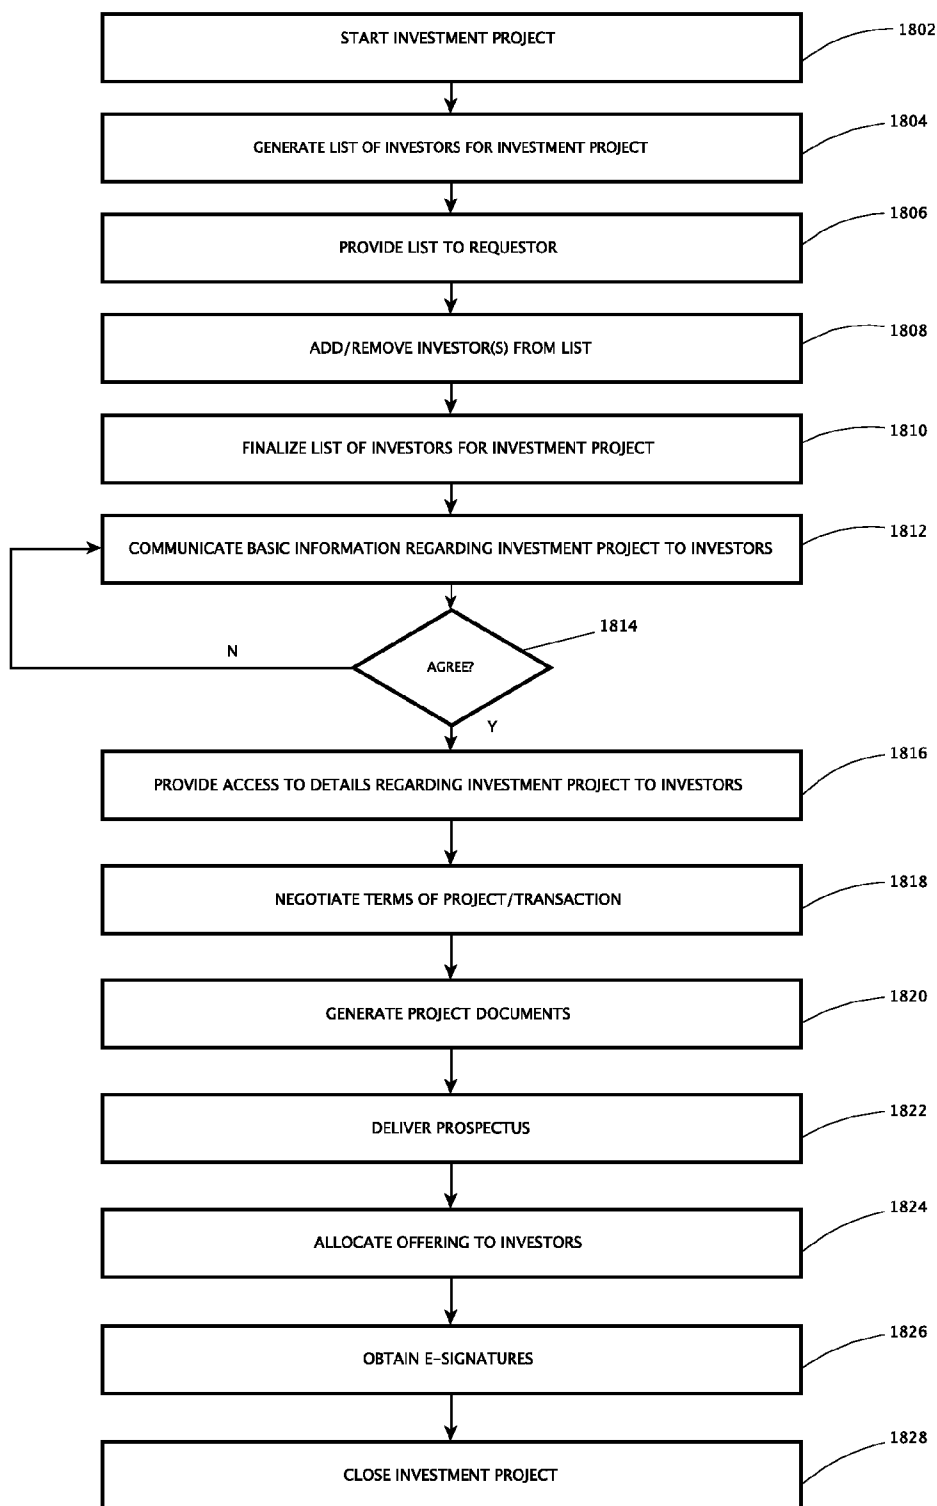 START INVESTMENT PROJECT
1802
GENERATE LIST OF INVESTORS FOR INVESTMENT PROJECT
1804
PROVIDE LIST TO REQUESTOR
1806
ADD/REMOVE INVESTOR(S) FROM LIST
1808
FINALIZE LIST OF INVESTORS FOR INVESTMENT PROJECT
1810
COMMUNICATE BASIC INFORMATION REGARDING INVESTMENT PROJECT TO INVESTORS
1812
AGREE?
1814
N
Y
PROVIDE ACCESS TO DETAILS REGARDING INVESTMENT PROJECT TO INVESTORS
1816
NEGOTIATE TERMS OF PROJECT/TRANSACTION
1818
GENERATE PROJECT DOCUMENTS
1820
DELIVER PROSPECTUS
1822
ALLOCATE OFFERING TO INVESTORS
1824
OBTAIN E-SIGNATURES
1826
CLOSE INVESTMENT PROJECT
1828